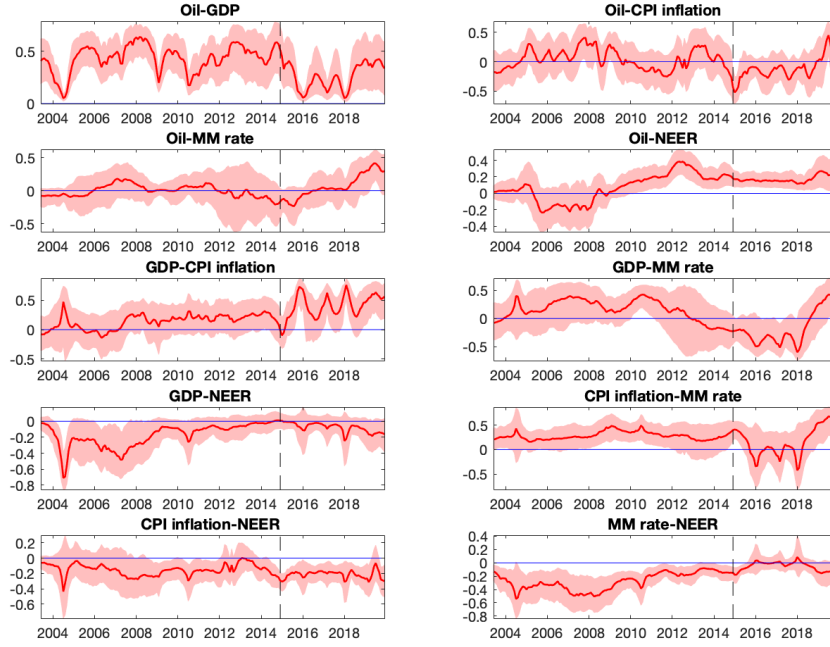 Oil-GDP
0.5
0
2004 2006 2008 2010 2012 2014 2016 2018
Oil-CPI inflation
0.5
0
-0.5
2004 2006 2008 2010 2012 2014 2016 2018
Oil-MM rate
0.5
0
-0.5
2004 2006 2008 2010 2012 2014 2016 2018
Oil-NEER
0.4
0.2
0
-0.2
-0.4
2004 2006 2008 2010 2012 2014 2016 2018
GDP-CPI inflation
0.5
0
-0.5
2004 2006 2008 2010 2012 2014 2016 2018
GDP-MM rate
0.5
0
-0.5
2004 2006 2008 2010 2012 2014 2016 2018
GDP-NEER
0
-0.2
-0.4
-0.6
-0.8
2004 2006 2008 2010 2012 2014 2016 2018
CPI inflation-MM rate
0.5
0
-0.5
2004 2006 2008 2010 2012 2014 2016 2018
CPI inflation-NEER
0.2
0
-0.2
-0.4
-0.6
2004 2006 2008 2010 2012 2014 2016 2018
MM rate-NEER
0.4
0.2
0
-0.2
-0.4
-0.6
-0.8
2004 2006 2008 2010 2012 2014 2016 2018